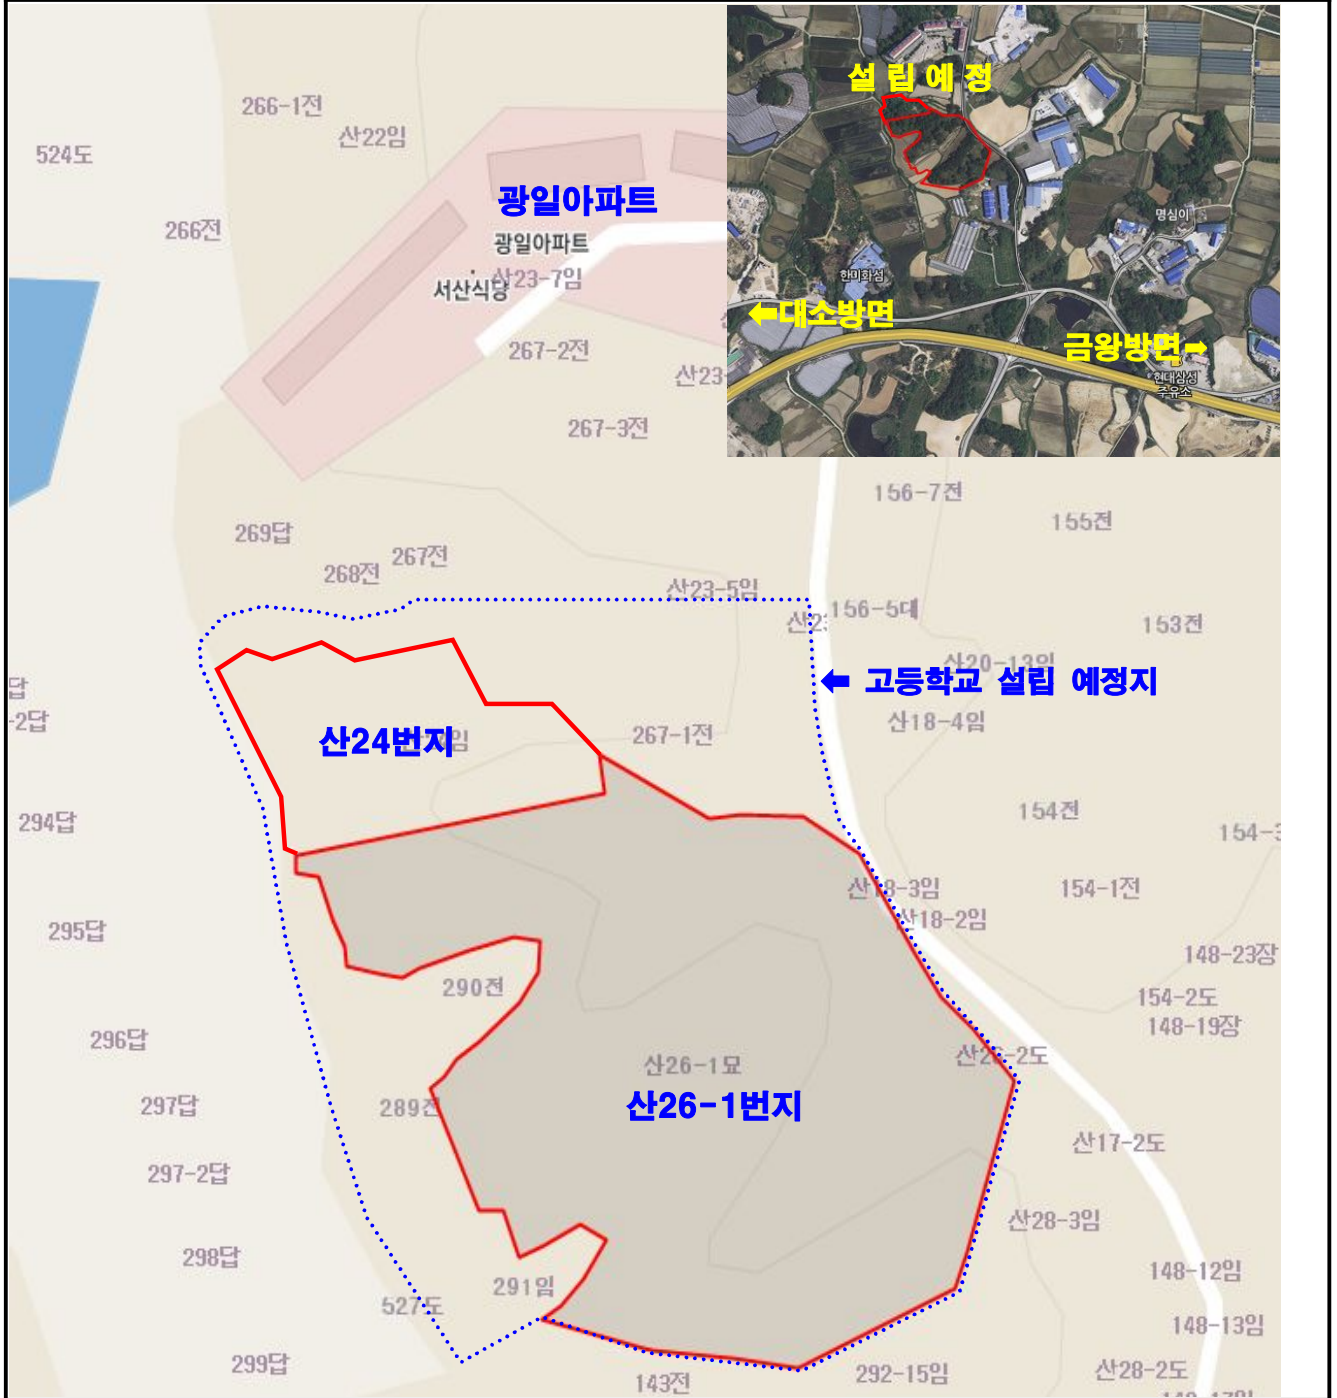 266-1전
산22임
524도
266전
광일아파트
광일아파트
서산식당
산23-7임
267-2전
산23-
267-3전
설립예정
명심이
한미화성
←대소방면
금왕방면→
현대삼성
주유소
156-7전
155전
269답
267전
268전
산23-5임
156-5대
153전
산20-13임
답
← 고등학교 설립 예정지
-2답
산18-4임
267-1전
산24번지
294답
154전
154-3
산18-3임
154-1전
산18-2임
295답
148-23장
290전
154-2도
148-19장
296답
산26-2도
산26-1묘
산26-1번지
297답
289전
산17-2도
297-2답
산28-3임
298답
148-12임
291임
527도
148-13임
299답
292-15임
산28-2도
143전